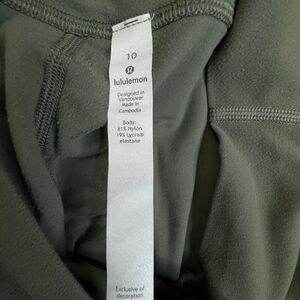 10
lululemon
Designed in
Vancouver
Made in
Cambodia
Body:
81% Nylon
19% Lycra®
elastane
Exclusive of
decoration